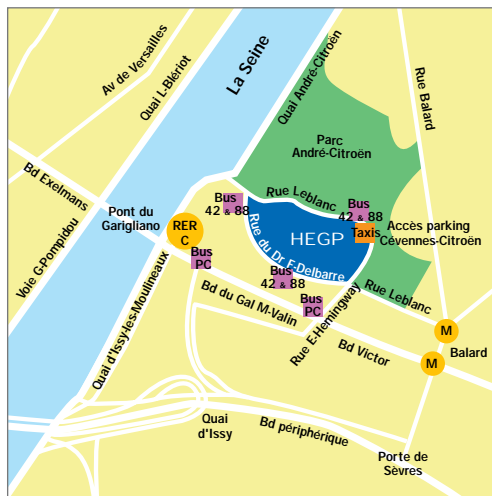 Av de Versailles
Quai L-Blériot
La Seine
Quai André-Citroën
Rue Balard
Parc
André-Citroën
Bd Exelmans
Pont du
Garigliano
Voie G-Pompidou
RER
C
Bus
42 & 88
Rue Leblanc
Bus
42 & 88
Taxis
Accès parking
Cévennes-Citroën
HEGP
Rue du Dr F-Delbarre
Bus
PC
Bus
42 & 88
Bus
PC
Quai d'Issy-les-Moulineaux
Bd du Gal M-Valin
Rue E-Hemingway
Rue Leblanc
M
Balard
M
Bd Victor
Quai
d'Issy
Bd périphérique
Porte de
Sèvres